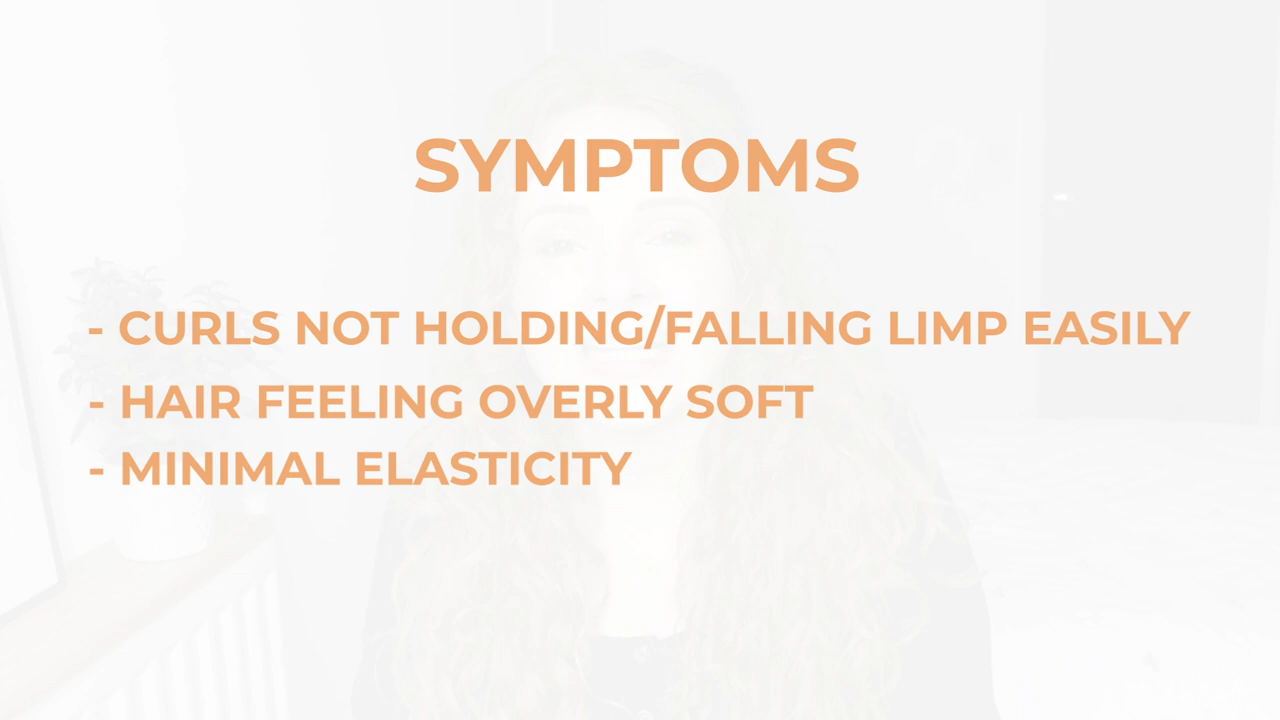 SYMPTOMS
- CURLS NOT HOLDING/FALLING LIMP EASILY
- HAIR FEELING OVERLY SOFT
- MINIMAL ELASTICITY